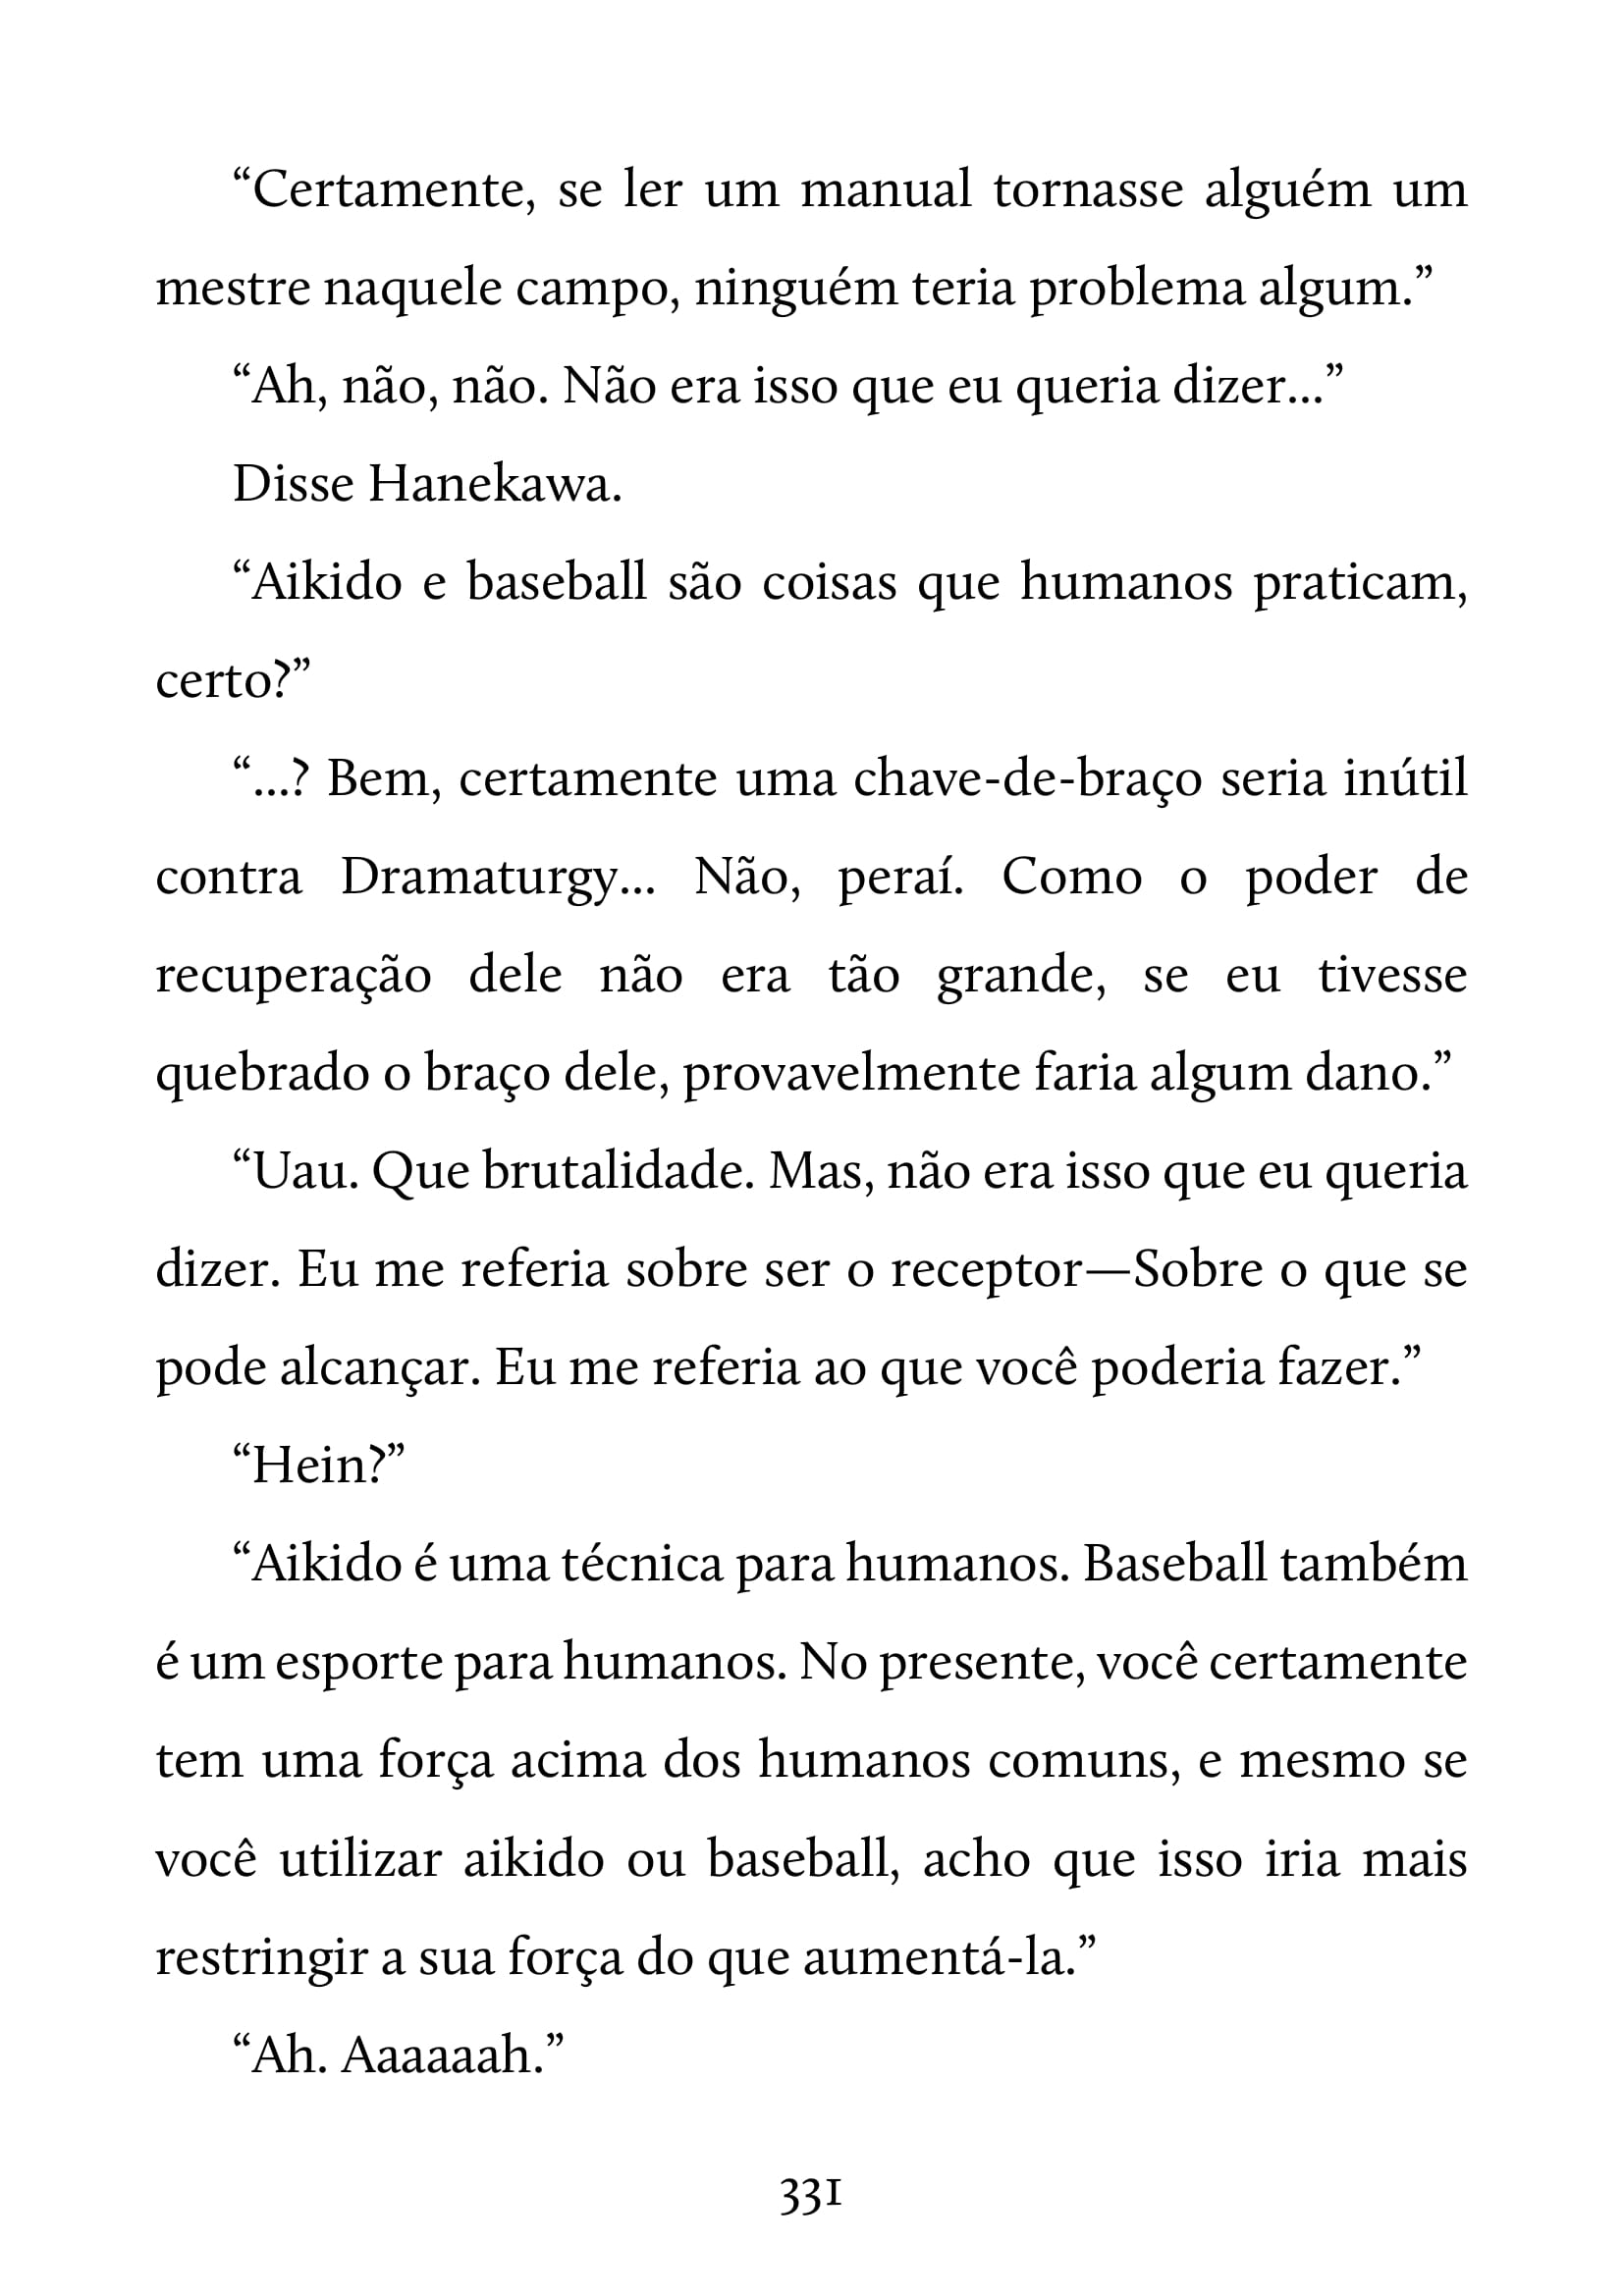 “Certamente, se ler um manual tornasse alguém um
mestre naquele campo, ninguém teria problema algum.”
“Ah, não, não. Não era isso que eu queria dizer...”
Disse Hanekawa.
“Aikido e baseball são coisas que humanos praticam,
certo?”
“...? Bem, certamente uma chave-de-braço seria inútil
contra Dramaturgy... Não, peraí. Como o poder de
recuperação dele não era tão grande, se eu tivesse
quebrado o braço dele, provavelmente faria algum dano.”
“Uau. Que brutalidade. Mas, não era isso que eu queria
dizer. Eu me referia sobre ser o receptor—Sobre o que se
pode alcançar. Eu me referia ao que você poderia fazer.”
“Hein?”
“Aikido é uma técnica para humanos. Baseball também
é um esporte para humanos. No presente, você certamente
tem uma força acima dos humanos comuns, e mesmo se
você utilizar aikido ou baseball, acho que isso iria mais
restringir a sua força do que aumentá-la.”
“Ah. Aaaaaah.”
331